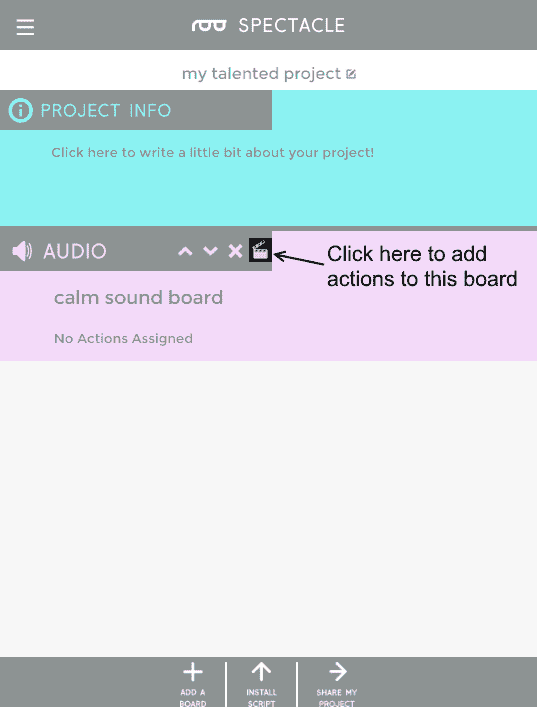 SPECTACLE
my talented project
PROJECT INFO
Click here to write a little bit about your project!
AUDIO
Click here to add
actions to this board
calm sound board
No Actions Assigned
ADD A
BOARD
INSTALL
SCRIPT
SHARE MY
PROJECT